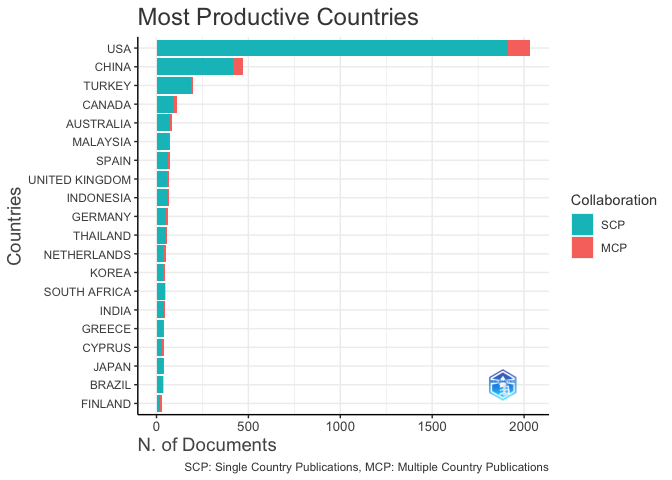 Most Productive Countries
Countries
USA
CHINA
TURKEY
CANADA
AUSTRALIA
MALAYSIA
SPAIN
UNITED KINGDOM
INDONESIA
GERMANY
THAILAND
NETHERLANDS
KOREA
SOUTH AFRICA
INDIA
GREECE
CYPRUS
JAPAN
BRAZIL
FINLAND
0 500 1000 1500 2000
N. of Documents
Collaboration
SCP
MCP
SCP: Single Country Publications, MCP: Multiple Country Publications